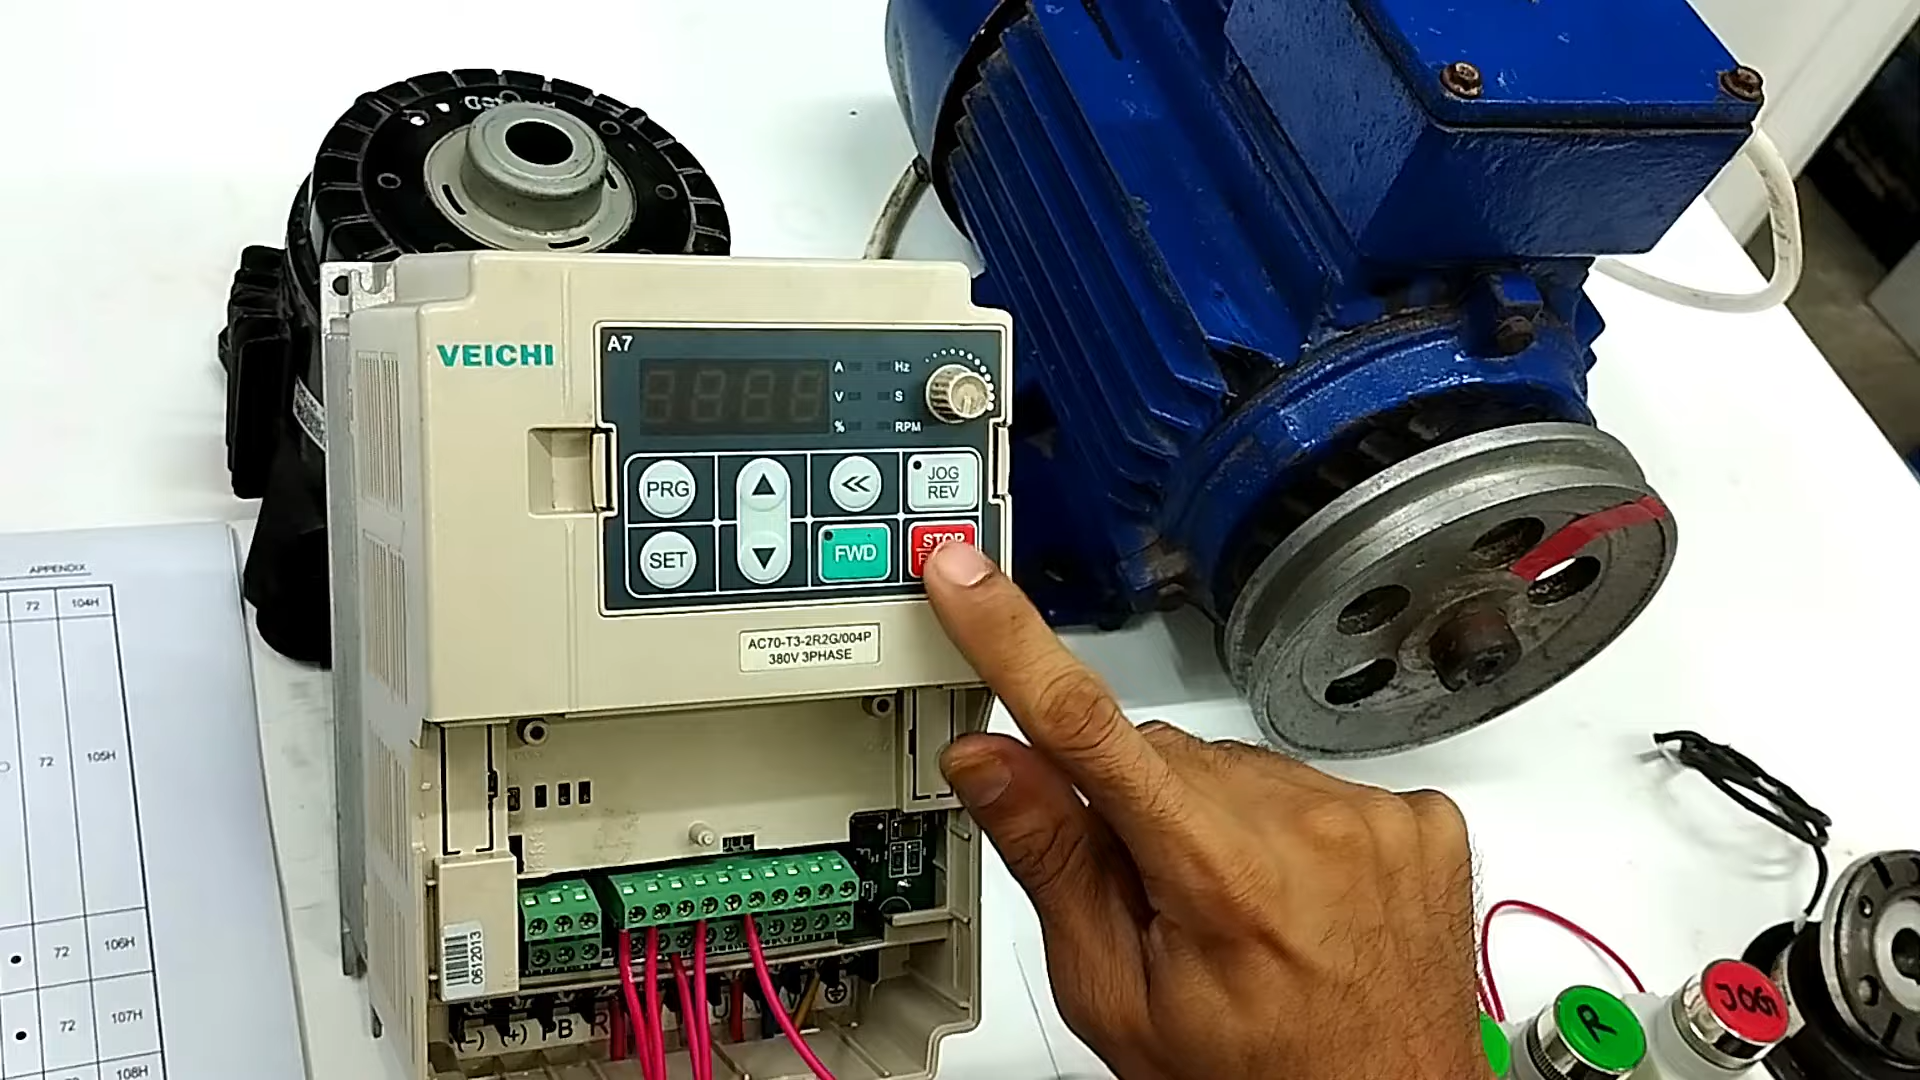 VEICHI
A7
A
Hz
V
S
%
RPM
PRG
JOG
REV
SET
FWD
STOP
AC70-T3-2R2G/004P
380V 3PHASE
APPENDIX
72 104H
72 105H
72 106H
72 107H
108H
0612013
(-) (+) PB R U
R
JOG